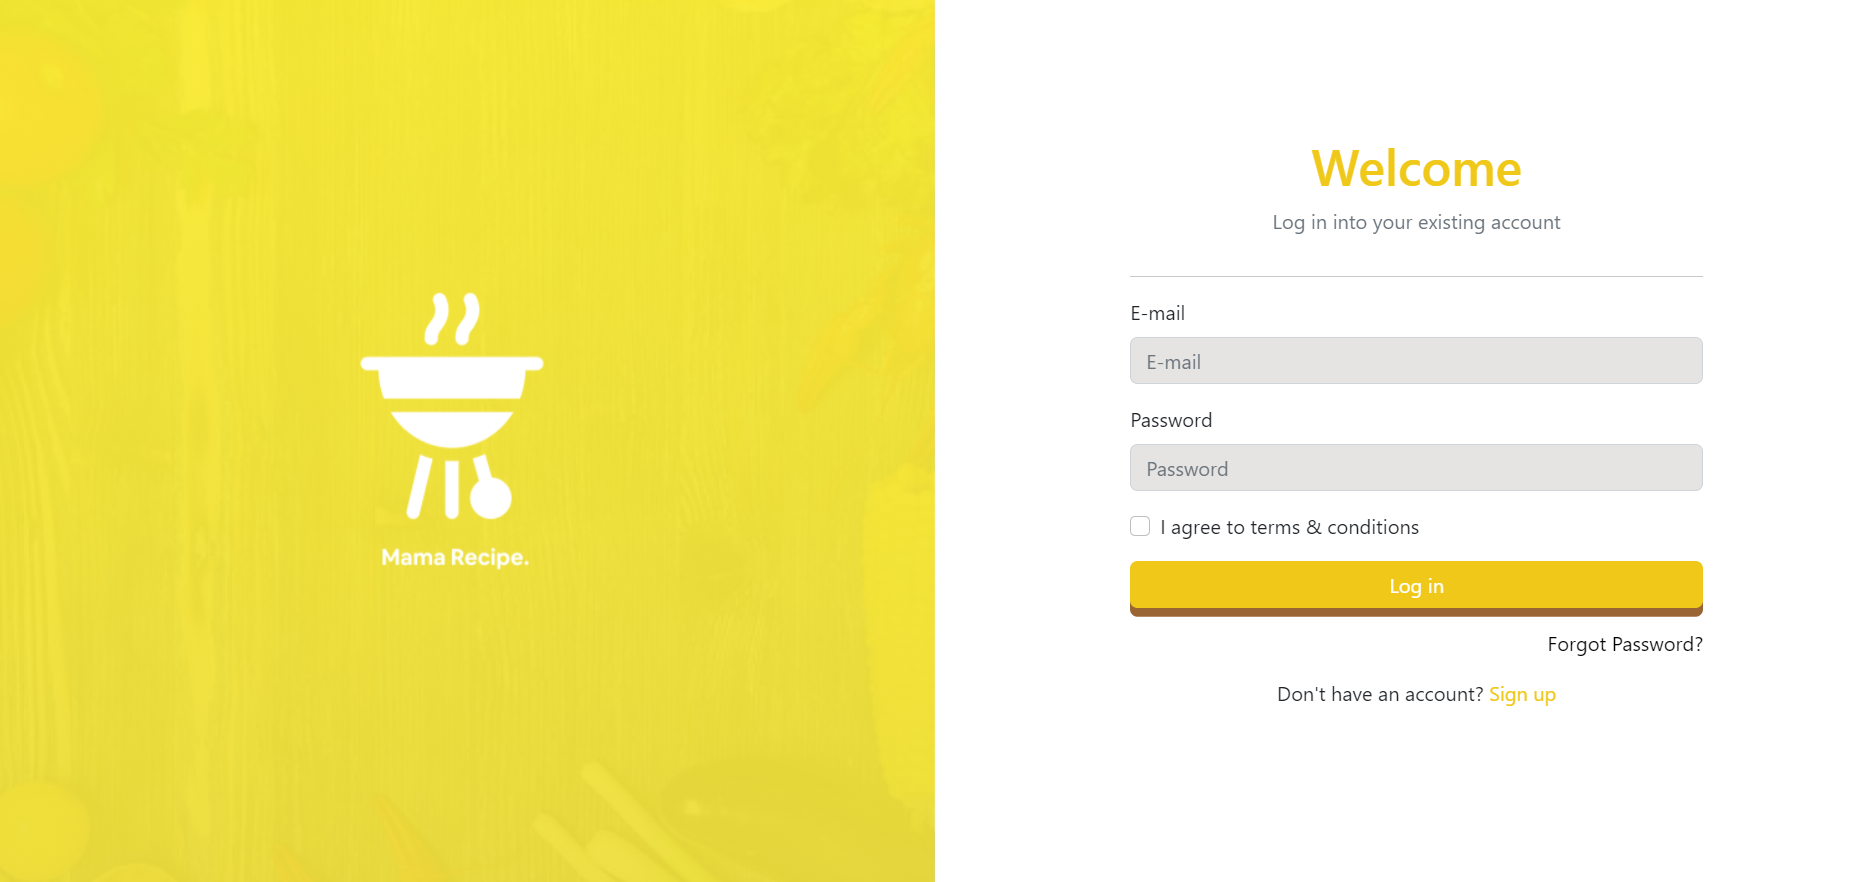 Mama Recipe.
Welcome
Log in into your existing account
E-mail
E-mail
Password
Password
I agree to terms & conditions
Log in
Forgot Password?
Don't have an account? Sign up